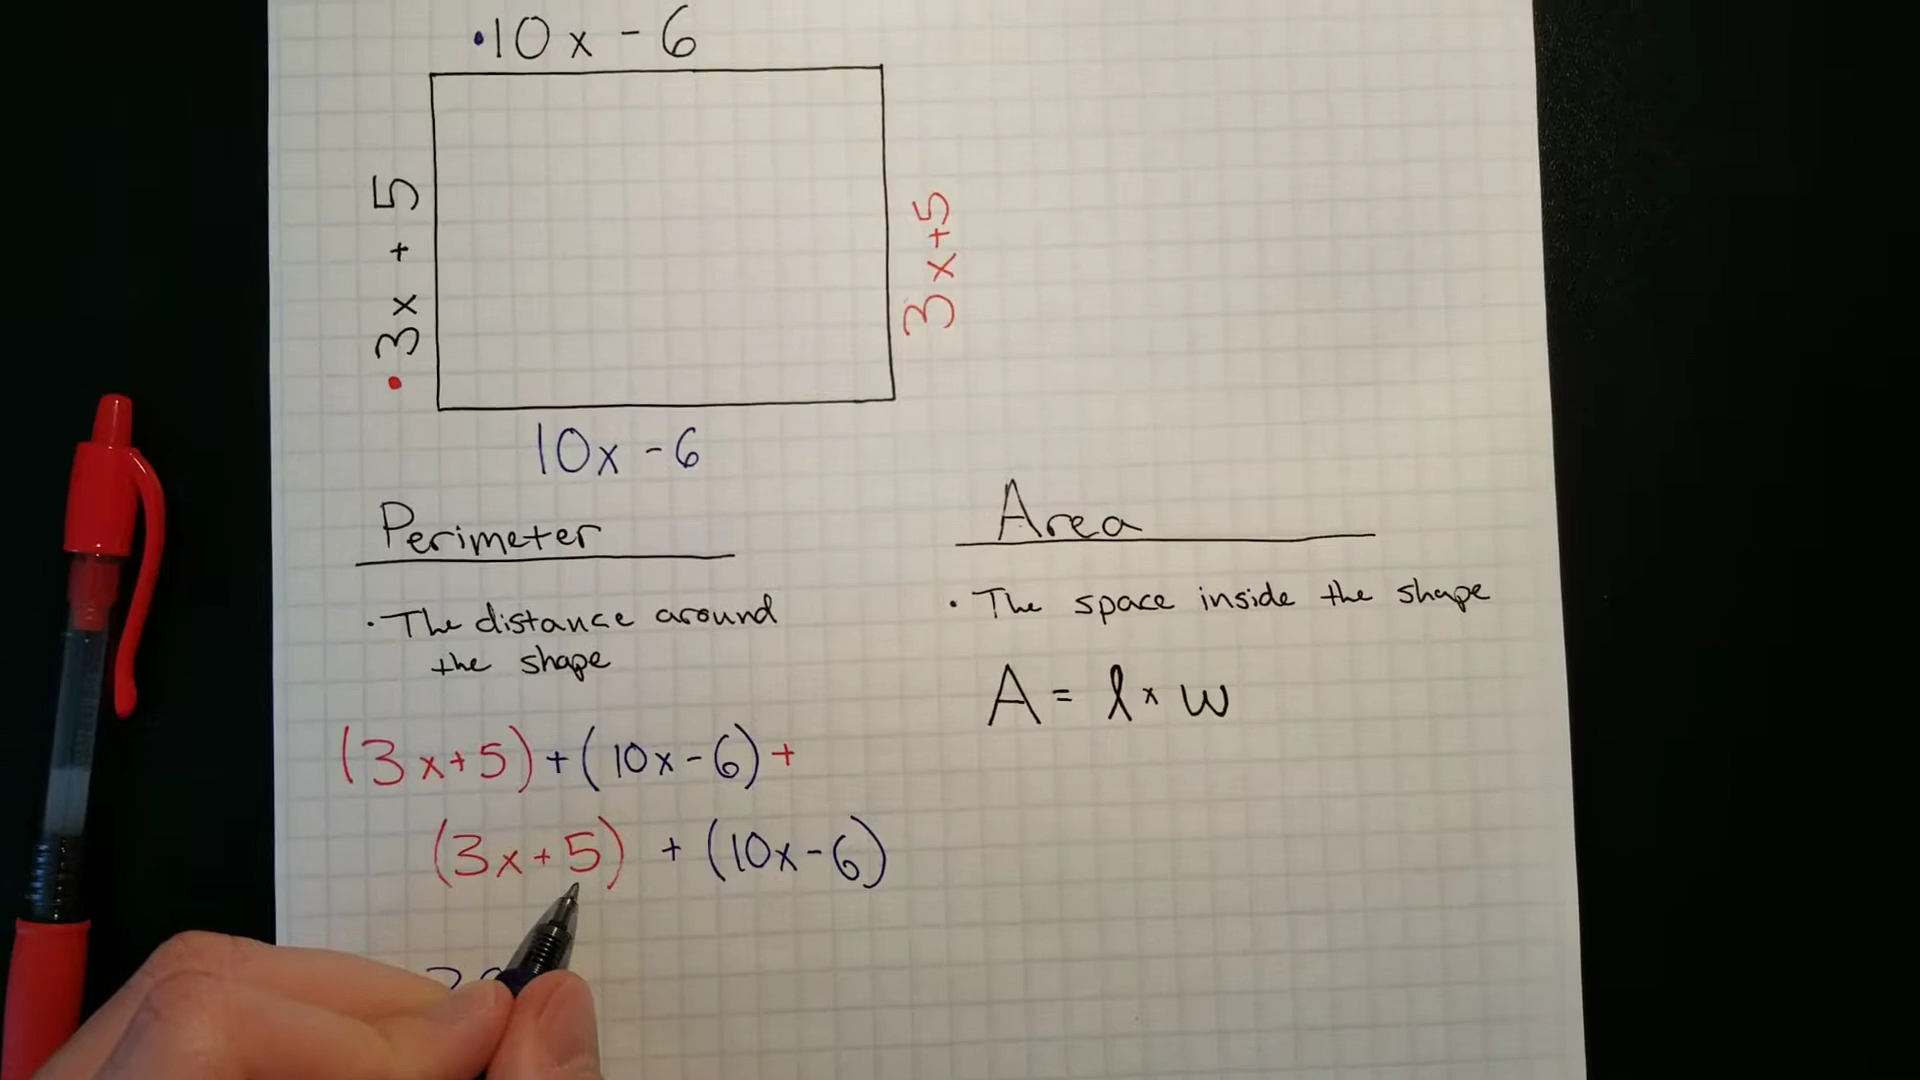 ·10x - 6
·3x + 5
3x+5
10x - 6
Perimeter
· The distance around
the shape
(3x+5) + (10x-6) +
(3x+5) + (10x-6)
Area
· The space inside the shape
A = l × w